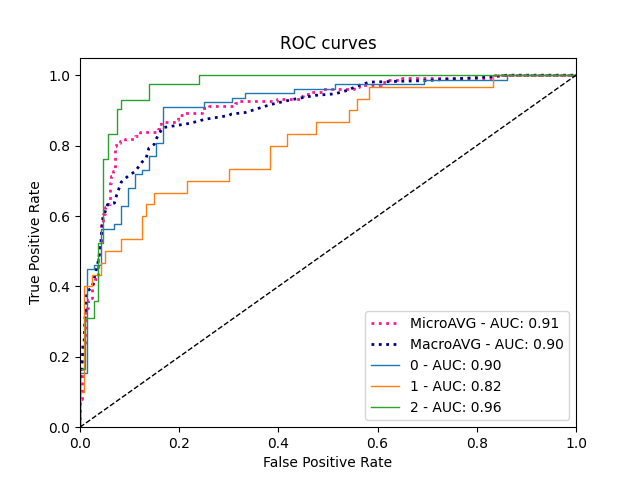 ROC curves
True Positive Rate
1.0
0.8
0.6
0.4
0.2
0.0
MicroAVG - AUC: 0.91
MacroAVG - AUC: 0.90
0 - AUC: 0.90
1 - AUC: 0.82
2 - AUC: 0.96
0.0 0.2 0.4 0.6 0.8 1.0
False Positive Rate